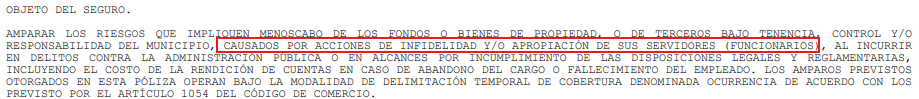 OBJETO DEL SEGURO.
AMPARAR LOS RIESGOS QUE IMPLIQUEN MENOSCABO DE LOS FONDOS O BIENES DE PROPIEDAD, O DE TERCEROS BAJO TENENCIA, CONTROL Y/O
RESPONSABILIDAD DEL MUNICIPIO, CAUSADOS POR ACCIONES DE INFIDELIDAD Y/O APROPIACIÓN DE SUS SERVIDORES (FUNCIONARIOS), AL INCURRIR
EN DELITOS CONTRA LA ADMINISTRACIÓN PUBLICA O EN ALCANCES POR INCUMPLIMIENTO DE LAS DISPOSICIONES LEGALES Y REGLAMENTARIAS,
INCLUYENDO EL COSTO DE LA RENDICIÓN DE CUENTAS EN CASO DE ABANDONO DEL CARGO O FALLECIMIENTO DEL EMPLEADO. LOS AMPAROS PREVISTOS
OTORGADOS EN ESTA PÓLIZA OPERAN BAJO LA MODALIDAD DE DELIMITACIÓN TEMPORAL DE COBERTURA DENOMINADA OCURRENCIA DE ACUERDO CON LOS
PREVISTO POR EL ARTÍCULO 1054 DEL CÓDIGO DE COMERCIO.